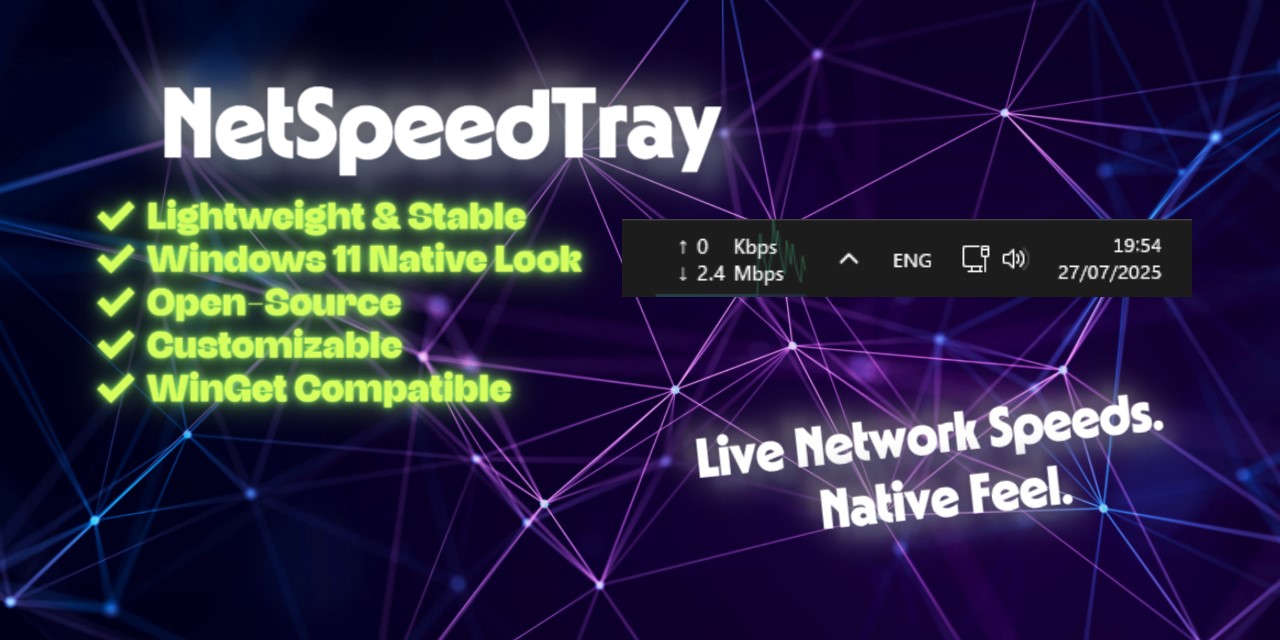 NetSpeedTray
✓ Lightweight & Stable
✓ Windows 11 Native Look
✓ Open-Source
✓ Customizable
✓ WinGet Compatible
↑ 0 Kbps
↓ 2.4 Mbps
ENG
19:54
27/07/2025
Live Network Speeds.
Native Feel.